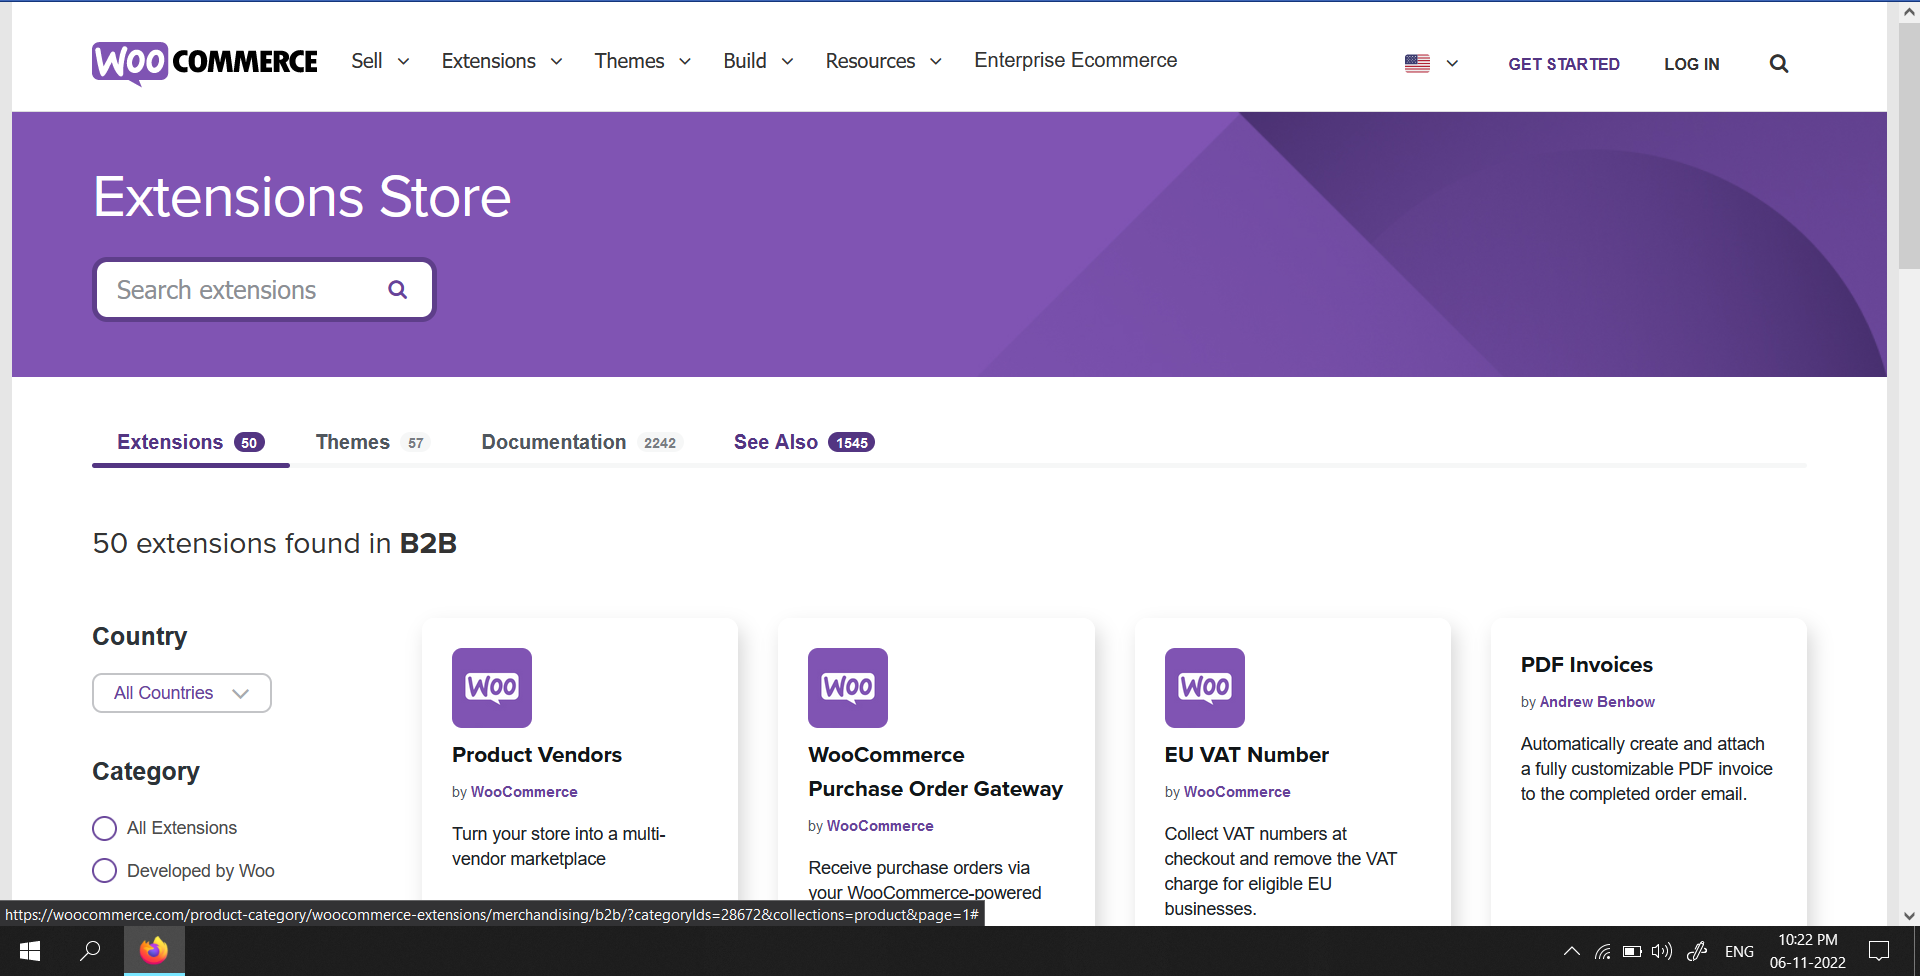 WOO COMMERCE
Sell
Extensions
Themes
Build
Resources
Enterprise Ecommerce
GET STARTED
LOG IN
Extensions Store
Search extensions
Extensions 50
Themes 57
Documentation 2242
See Also 1545
50 extensions found in B2B
Country
All Countries
Category
All Extensions
Developed by Woo
WOO
Product Vendors
by WooCommerce
Turn your store into a multi-
vendor marketplace
WOO
WooCommerce
Purchase Order Gateway
by WooCommerce
Receive purchase orders via
your WooCommerce-powered
WOO
EU VAT Number
by WooCommerce
Collect VAT numbers at
checkout and remove the VAT
charge for eligible EU
businesses.
PDF Invoices
by Andrew Benbow
Automatically create and attach
a fully customizable PDF invoice
to the completed order email.
https://woocommerce.com/product-category/woocommerce-extensions/merchandising/b2b/?categoryIds=28672&collections=product&page=1#
ENG
10:22 PM
06-11-2022